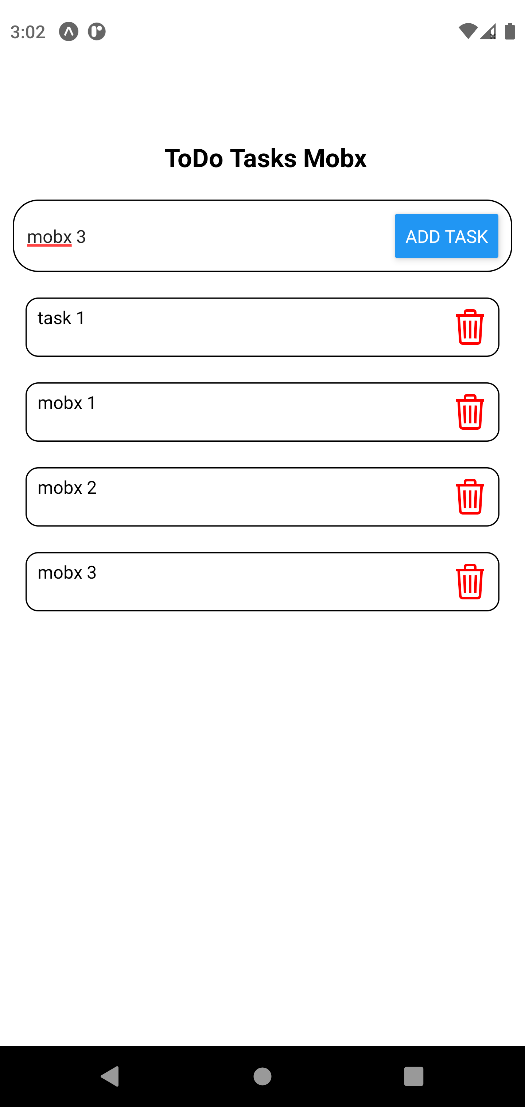 3:02
ToDo Tasks Mobx
mobx 3
ADD TASK
task 1
mobx 1
mobx 2
mobx 3